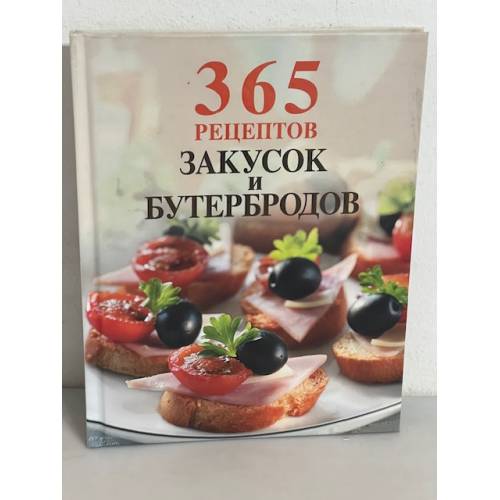 365
РЕЦЕПТОВ
ЗАКУСОК
и
БУТЕРБРОДОВ